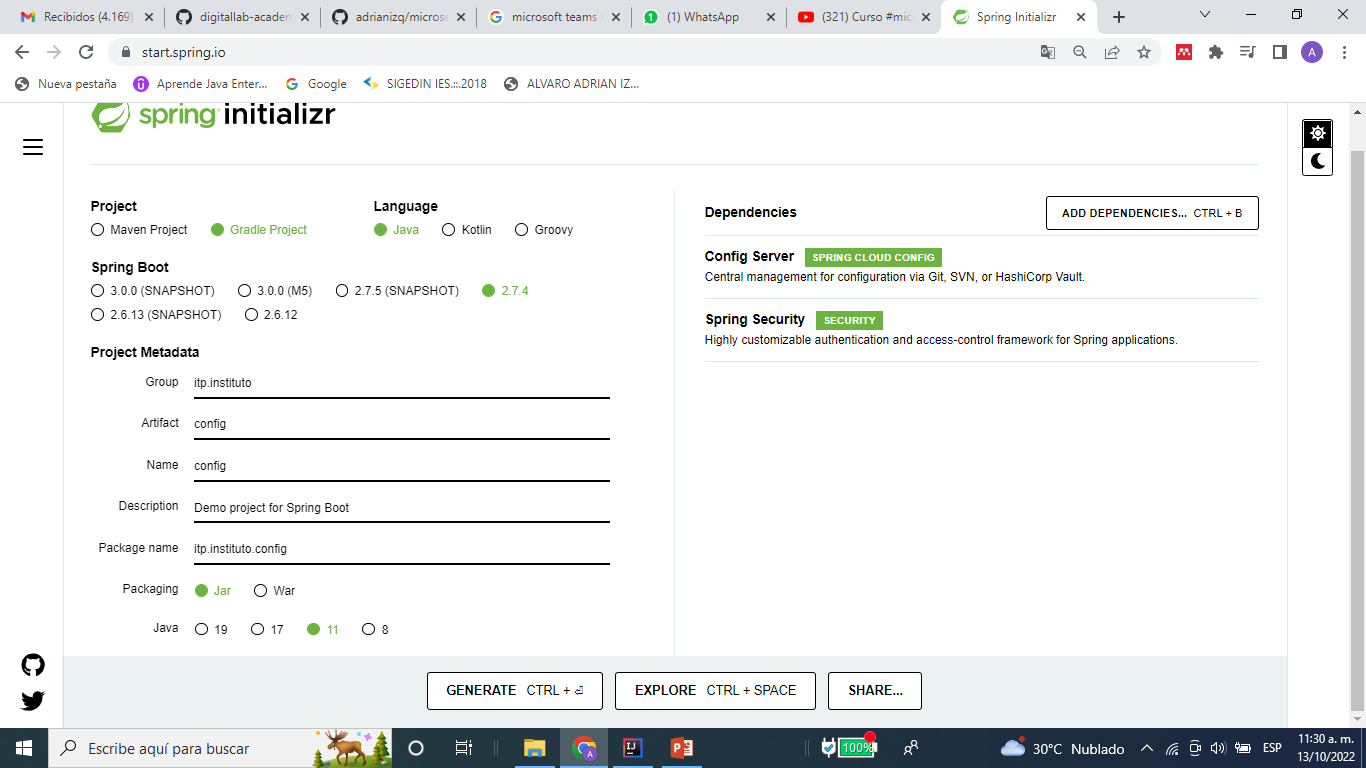 Recibidos (4.169)
digitallab-academ
adrianizq/microse
microsoft teams
(1) WhatsApp
(321) Curso #mic
Spring Initializr
start.spring.io
A
Nueva pestaña
Aprende Java Enter...
Google
SIGEDIN IES.:::.2018
ALVARO ADRIAN IZ...
spring initializr
Project
Maven Project Gradle Project
Language
Java Kotlin Groovy
Spring Boot
3.0.0 (SNAPSHOT) 3.0.0 (M5) 2.7.5 (SNAPSHOT) 2.7.4
2.6.13 (SNAPSHOT) 2.6.12
Project Metadata
Group itp.instituto
Artifact config
Name config
Description Demo project for Spring Boot
Package name itp.instituto.config
Packaging Jar War
Java 19 17 11 8
Dependencies
ADD DEPENDENCIES... CTRL + B
Config Server SPRING CLOUD CONFIG
Central management for configuration via Git, SVN, or HashiCorp Vault.
Spring Security SECURITY
Highly customizable authentication and access-control framework for Spring applications.
GENERATE CTRL + ⏎
EXPLORE CTRL + SPACE
SHARE...
Escribe aquí para buscar
100%
30°C Nublado
ESP
11:30 a. m.
13/10/2022